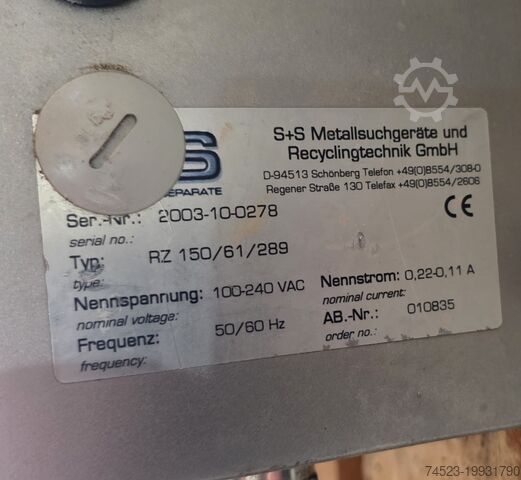 S+S Metallsuchgeräte und
Recyclingtechnik GmbH
D-94513 Schönberg Telefon +49(0)8554/308-0
Regener Straße 130 Telefax +49(0)8554/2606
S
EPARATE
Ser.-Nr.: 2003-10-0278
serial no.:
CE
Typ: RZ 150/61/289
type:
Nennspannung: 100-240 VAC
nominal voltage:
Nennstrom: 0,22-0,11 A
nominal current:
Frequenz: 50/60 Hz
frequency:
AB.-Nr.: 010835
order no.:
74523-19931790